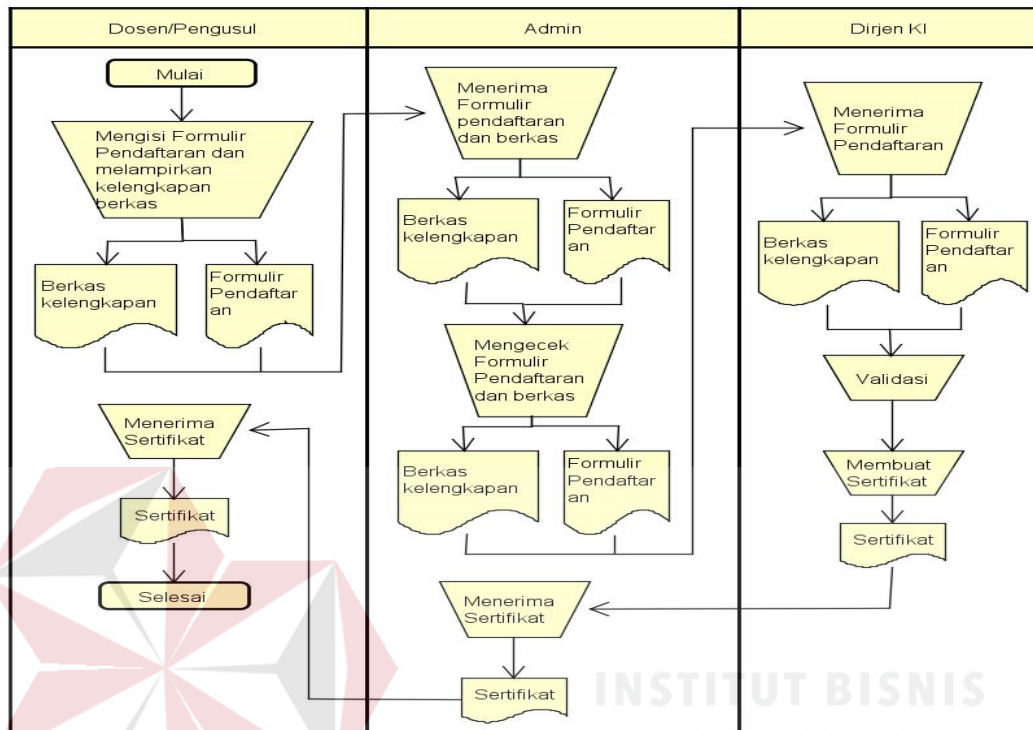 Dosen/Pengusul
Admin
Dirjen KI
Mulai
Mengisi Formulir
Pendaftaran dan
melampirkan
kelengkapan
berkas
Berkas
kelengkapan
Formulir
Pendaftar
an
Menerima
Sertifikat
Sertifikat
Selesai
Menerima
Formulir
pendaftaran
dan berkas
Berkas
kelengkapan
Formulir
Pendaftar
an
Mengecek
Formulir
Pendaftaran
dan berkas
Berkas
kelengkapan
Formulir
Pendaftar
an
Menerima
Sertifikat
Sertifikat
Menerima
Formulir
Pendaftaran
Berkas
kelengkapan
Formulir
Pendaftar
an
Validasi
Membuat
Sertifikat
Sertifikat
INSTITUT BISNIS